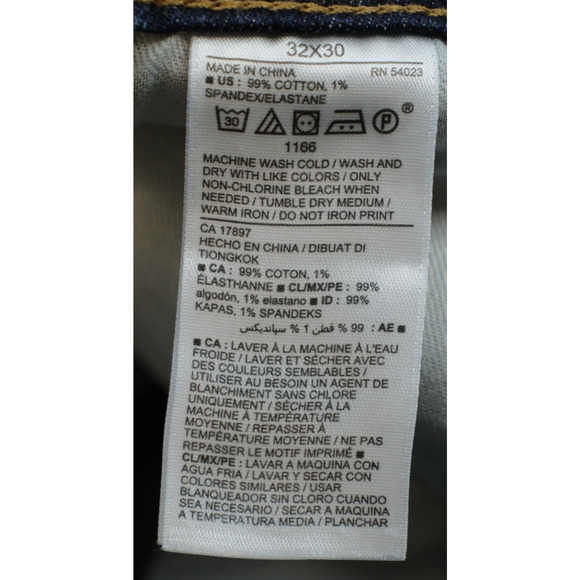 32X30
MADE IN CHINA RN 54023
■ US : 99% COTTON, 1%
SPANDEX/ELASTANE
30 P ®
1166
MACHINE WASH COLD / WASH AND
DRY WITH LIKE COLORS / ONLY
NON-CHLORINE BLEACH WHEN
NEEDED / TUMBLE DRY MEDIUM /
WARM IRON / DO NOT IRON PRINT
CA 17897
HECHO EN CHINA / DIBUAT DI
TIONGKOK
■ CA : 99% COTON, 1%
ÉLASTHANNE ■ CL/MX/PE : 99%
algodón, 1% elastano ■ ID : 99%
KAPAS, 1% SPANDEKS
■ AE : 99 % قطن 1 % سپانديكس
■ CA : LAVER À LA MACHINE À L'EAU
FROIDE / LAVER ET SÉCHER AVEC
DES COULEURS SEMBLABLES /
UTILISER AU BESOIN UN AGENT DE
BLANCHIMENT SANS CHLORE
UNIQUEMENT / SÉCHER À LA
MACHINE À TEMPÉRATURE
MOYENNE / REPASSER À
TEMPÉRATURE MOYENNE / NE PAS
REPASSER LE MOTIF IMPRIMÉ ■
CL/MX/PE : LAVAR A MAQUINA CON
AGUA FRIA / LAVAR Y SECAR CON
COLORES SIMILARES / USAR
BLANQUEADOR SIN CLORO CUANDO
SEA NECESARIO / SECAR A MAQUINA
A TEMPERATURA MEDIA / PLANCHAR